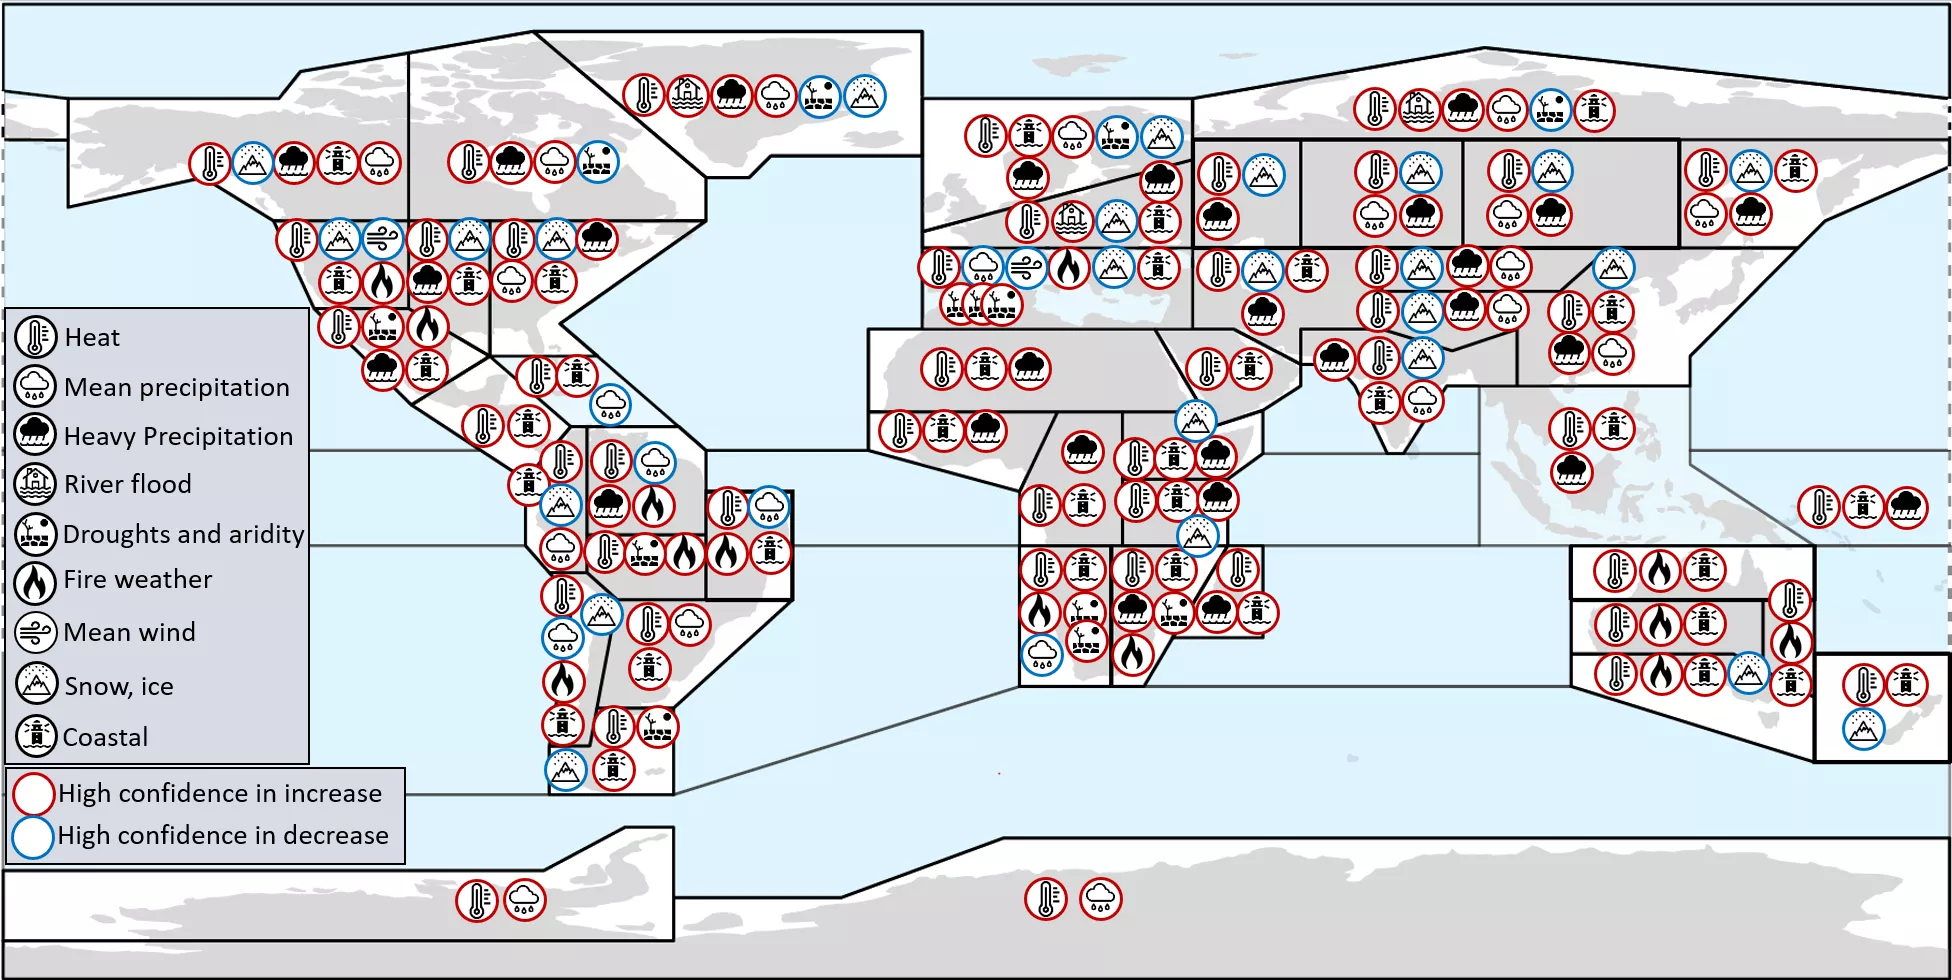 Heat
Mean precipitation
Heavy Precipitation
River flood
Droughts and aridity
Fire weather
Mean wind
Snow, ice
Coastal
High confidence in increase
High confidence in decrease